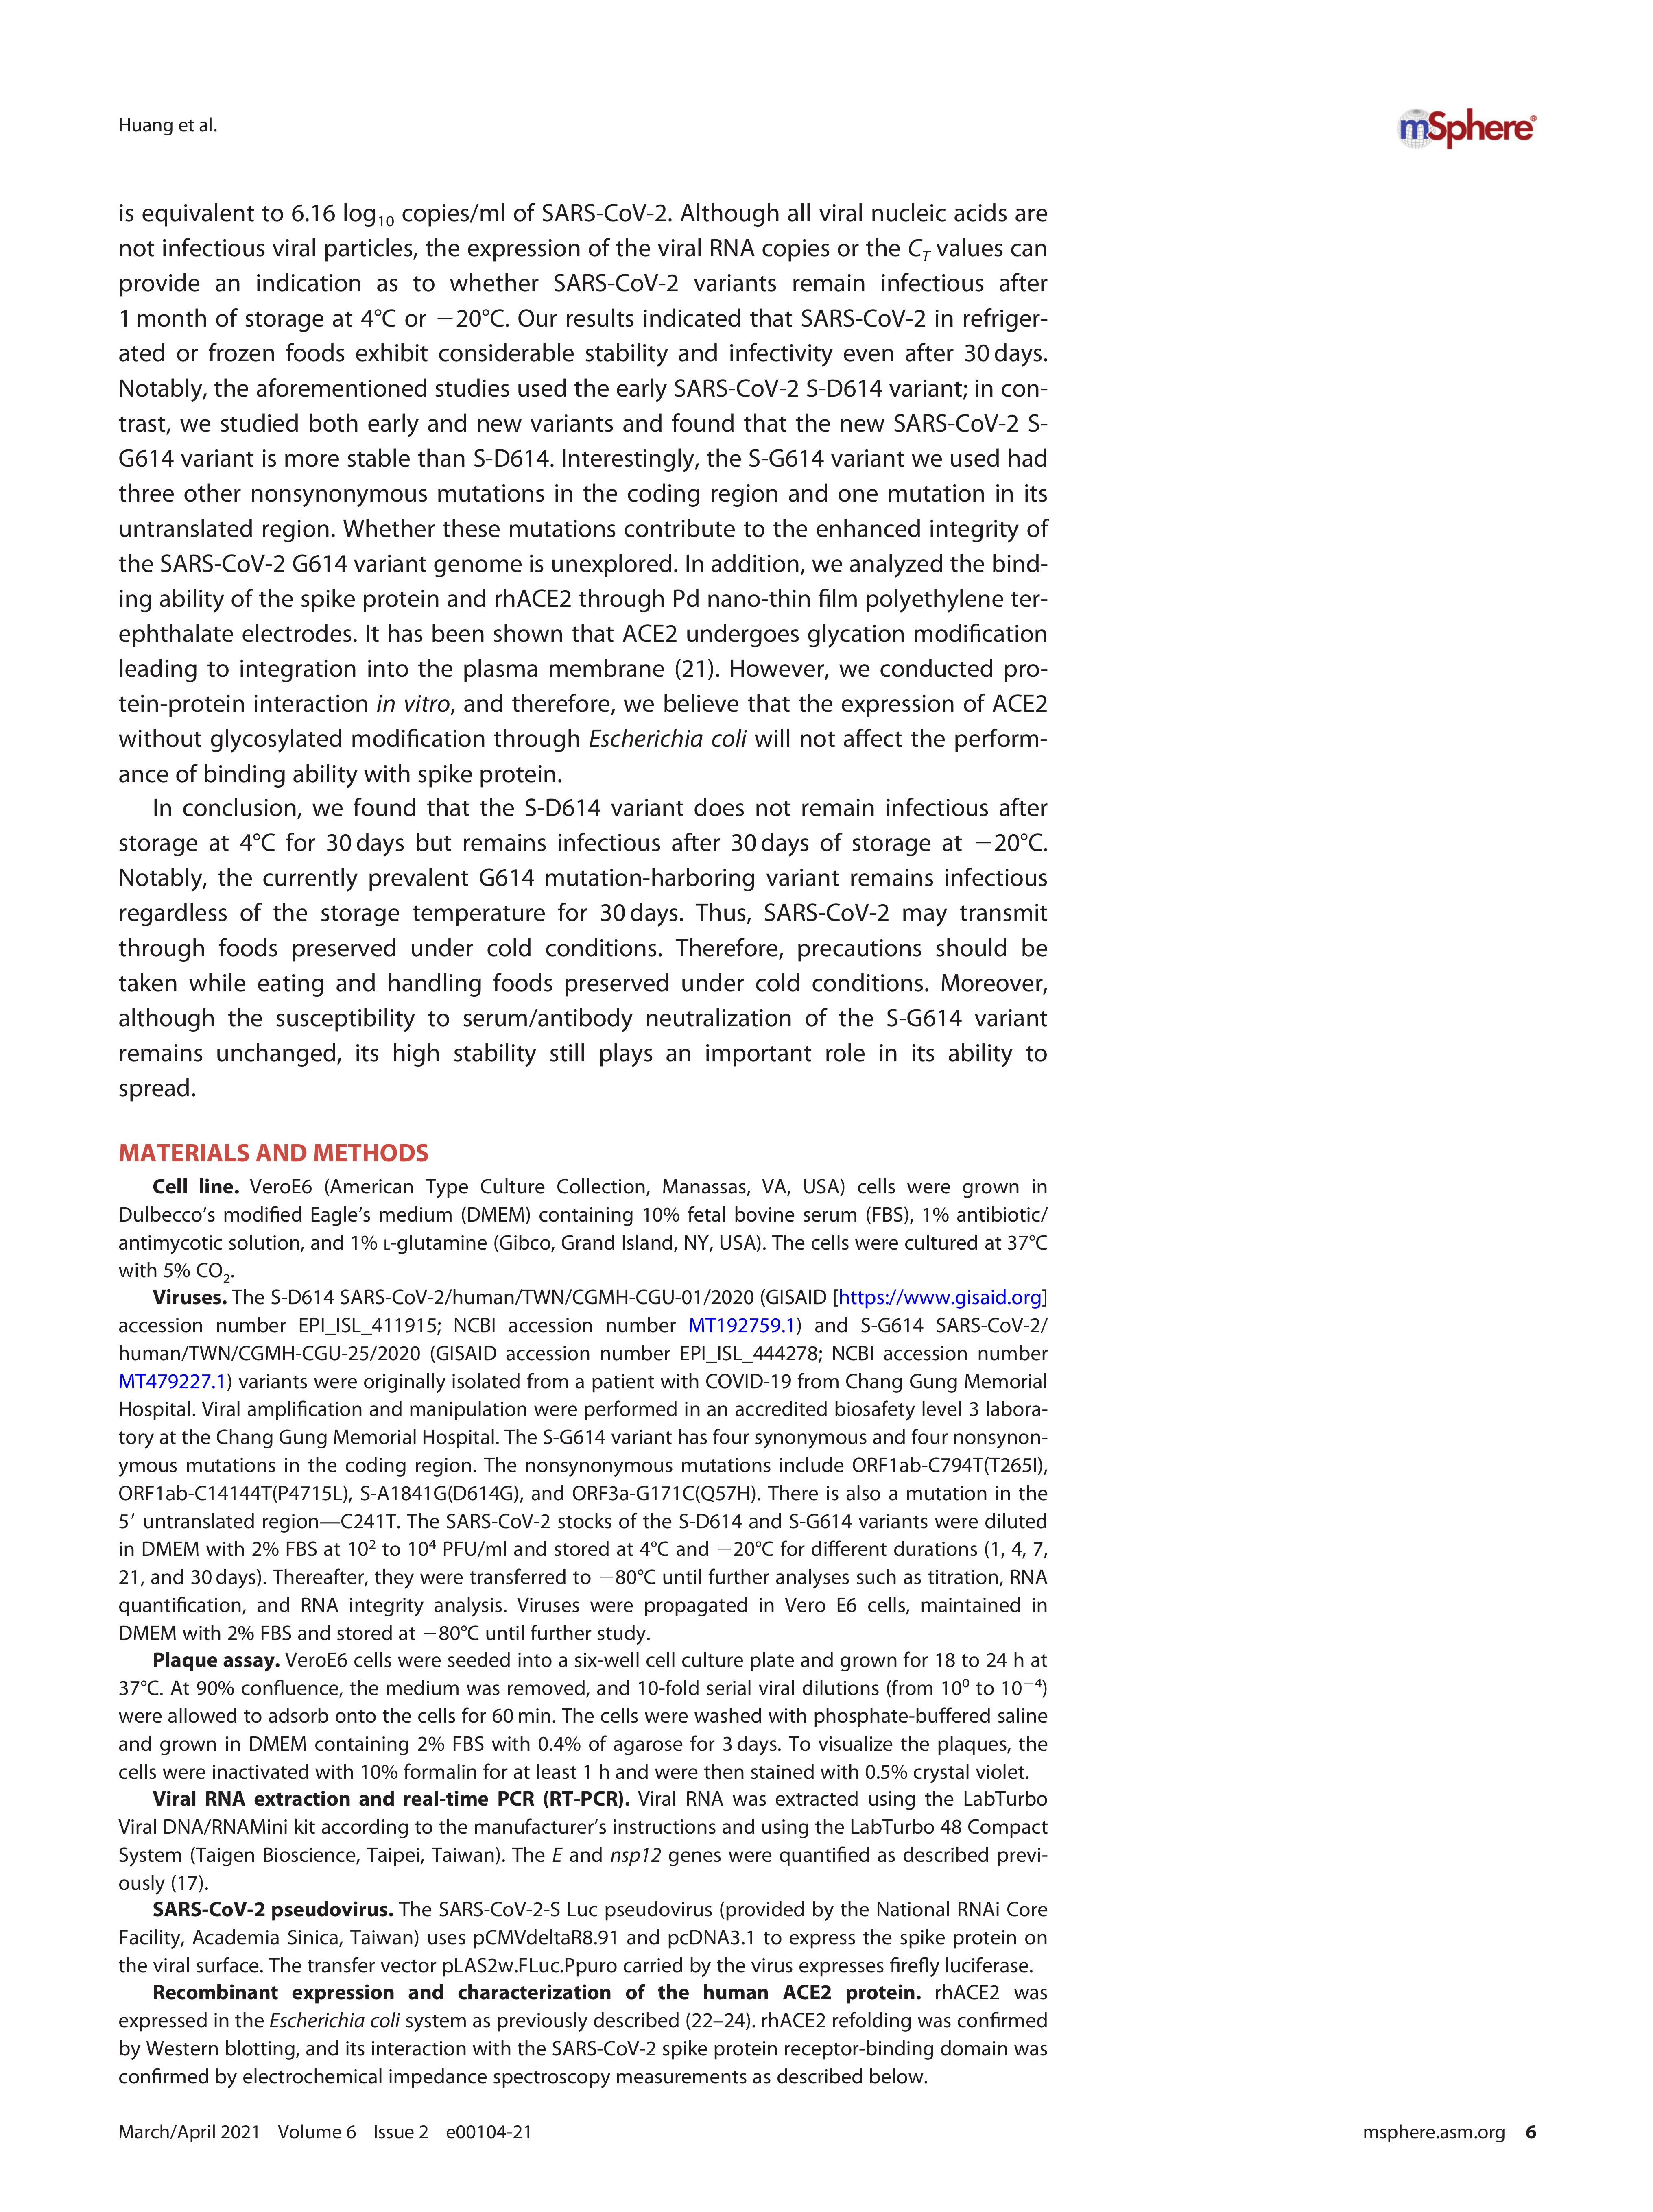 Huang et al.
mSphere®
is equivalent to 6.16 log₁₀ copies/ml of SARS-CoV-2. Although all viral nucleic acids are
not infectious viral particles, the expression of the viral RNA copies or the C_T values can
provide an indication as to whether SARS-CoV-2 variants remain infectious after
1 month of storage at 4°C or −20°C. Our results indicated that SARS-CoV-2 in refriger-
ated or frozen foods exhibit considerable stability and infectivity even after 30 days.
Notably, the aforementioned studies used the early SARS-CoV-2 S-D614 variant; in con-
trast, we studied both early and new variants and found that the new SARS-CoV-2 S-
G614 variant is more stable than S-D614. Interestingly, the S-G614 variant we used had
three other nonsynonymous mutations in the coding region and one mutation in its
untranslated region. Whether these mutations contribute to the enhanced integrity of
the SARS-CoV-2 G614 variant genome is unexplored. In addition, we analyzed the bind-
ing ability of the spike protein and rhACE2 through Pd nano-thin film polyethylene ter-
ephthalate electrodes. It has been shown that ACE2 undergoes glycation modification
leading to integration into the plasma membrane (21). However, we conducted pro-
tein-protein interaction in vitro, and therefore, we believe that the expression of ACE2
without glycosylated modification through Escherichia coli will not affect the perform-
ance of binding ability with spike protein.
In conclusion, we found that the S-D614 variant does not remain infectious after
storage at 4°C for 30 days but remains infectious after 30 days of storage at −20°C.
Notably, the currently prevalent G614 mutation-harboring variant remains infectious
regardless of the storage temperature for 30 days. Thus, SARS-CoV-2 may transmit
through foods preserved under cold conditions. Therefore, precautions should be
taken while eating and handling foods preserved under cold conditions. Moreover,
although the susceptibility to serum/antibody neutralization of the S-G614 variant
remains unchanged, its high stability still plays an important role in its ability to
spread.
MATERIALS AND METHODS
Cell line. VeroE6 (American Type Culture Collection, Manassas, VA, USA) cells were grown in
Dulbecco's modified Eagle's medium (DMEM) containing 10% fetal bovine serum (FBS), 1% antibiotic/
antimycotic solution, and 1% L-glutamine (Gibco, Grand Island, NY, USA). The cells were cultured at 37°C
with 5% CO₂.
Viruses. The S-D614 SARS-CoV-2/human/TWN/CGMH-CGU-01/2020 (GISAID [https://www.gisaid.org]
accession number EPI_ISL_411915; NCBI accession number MT192759.1) and S-G614 SARS-CoV-2/
human/TWN/CGMH-CGU-25/2020 (GISAID accession number EPI_ISL_444278; NCBI accession number
MT479227.1) variants were originally isolated from a patient with COVID-19 from Chang Gung Memorial
Hospital. Viral amplification and manipulation were performed in an accredited biosafety level 3 labora-
tory at the Chang Gung Memorial Hospital. The S-G614 variant has four synonymous and four nonsynon-
ymous mutations in the coding region. The nonsynonymous mutations include ORF1ab-C794T(T265I),
ORF1ab-C14144T(P4715L), S-A1841G(D614G), and ORF3a-G171C(Q57H). There is also a mutation in the
5′ untranslated region—C241T. The SARS-CoV-2 stocks of the S-D614 and S-G614 variants were diluted
in DMEM with 2% FBS at 10² to 10⁴ PFU/ml and stored at 4°C and −20°C for different durations (1, 4, 7,
21, and 30 days). Thereafter, they were transferred to −80°C until further analyses such as titration, RNA
quantification, and RNA integrity analysis. Viruses were propagated in Vero E6 cells, maintained in
DMEM with 2% FBS and stored at −80°C until further study.
Plaque assay. VeroE6 cells were seeded into a six-well cell culture plate and grown for 18 to 24 h at
37°C. At 90% confluence, the medium was removed, and 10-fold serial viral dilutions (from 10⁰ to 10⁻⁴)
were allowed to adsorb onto the cells for 60 min. The cells were washed with phosphate-buffered saline
and grown in DMEM containing 2% FBS with 0.4% of agarose for 3 days. To visualize the plaques, the
cells were inactivated with 10% formalin for at least 1 h and were then stained with 0.5% crystal violet.
Viral RNA extraction and real-time PCR (RT-PCR). Viral RNA was extracted using the LabTurbo
Viral DNA/RNAMini kit according to the manufacturer's instructions and using the LabTurbo 48 Compact
System (Taigen Bioscience, Taipei, Taiwan). The E and nsp12 genes were quantified as described previ-
ously (17).
SARS-CoV-2 pseudovirus. The SARS-CoV-2-S Luc pseudovirus (provided by the National RNAi Core
Facility, Academia Sinica, Taiwan) uses pCMVdeltaR8.91 and pcDNA3.1 to express the spike protein on
the viral surface. The transfer vector pLAS2w.FLuc.Ppuro carried by the virus expresses firefly luciferase.
Recombinant expression and characterization of the human ACE2 protein. rhACE2 was
expressed in the Escherichia coli system as previously described (22–24). rhACE2 refolding was confirmed
by Western blotting, and its interaction with the SARS-CoV-2 spike protein receptor-binding domain was
confirmed by electrochemical impedance spectroscopy measurements as described below.
March/April 2021 Volume 6 Issue 2 e00104-21
msphere.asm.org 6